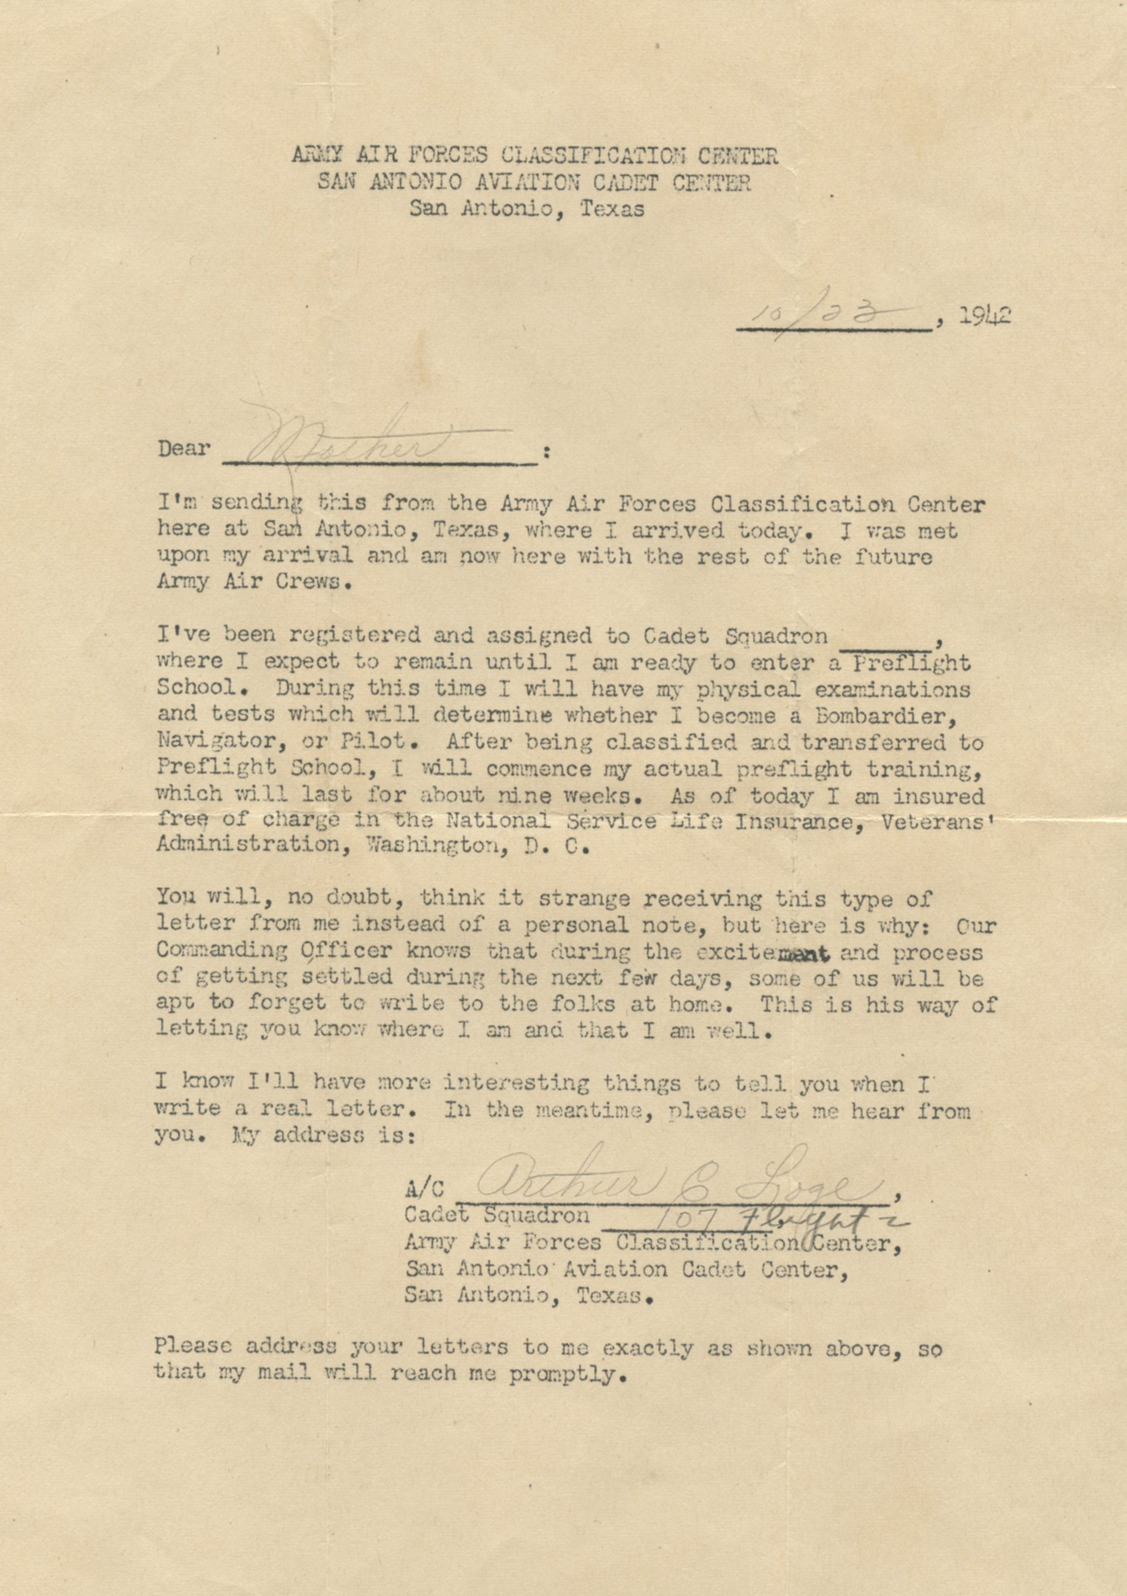 ARMY AIR FORCES CLASSIFICATION CENTER
SAN ANTONIO AVIATION CADET CENTER
San Antonio, Texas
10/23, 1942
Dear Mother:
I'm sending this from the Army Air Forces Classification Center
here at San Antonio, Texas, where I arrived today. I was met
upon my arrival and am now here with the rest of the future
Army Air Crews.
I've been registered and assigned to Cadet Squadron ______,
where I expect to remain until I am ready to enter a Preflight
School. During this time I will have my physical examinations
and tests which will determine whether I become a Bombardier,
Navigator, or Pilot. After being classified and transferred to
Preflight School, I will commence my actual preflight training,
which will last for about nine weeks. As of today I am insured
free of charge in the National Service Life Insurance, Veterans'
Administration, Washington, D. C.
You will, no doubt, think it strange receiving this type of
letter from me instead of a personal note, but here is why: Our
Commanding Officer knows that during the excitement and process
of getting settled during the next few days, some of us will be
apt to forget to write to the folks at home. This is his way of
letting you know where I am and that I am well.
I know I'll have more interesting things to tell you when I
write a real letter. In the meantime, please let me hear from
you. My address is:
A/C Arthur C Loge,
Cadet Squadron 107 Flight 2
Army Air Forces Classification Center,
San Antonio Aviation Cadet Center,
San Antonio, Texas.
Please address your letters to me exactly as shown above, so
that my mail will reach me promptly.